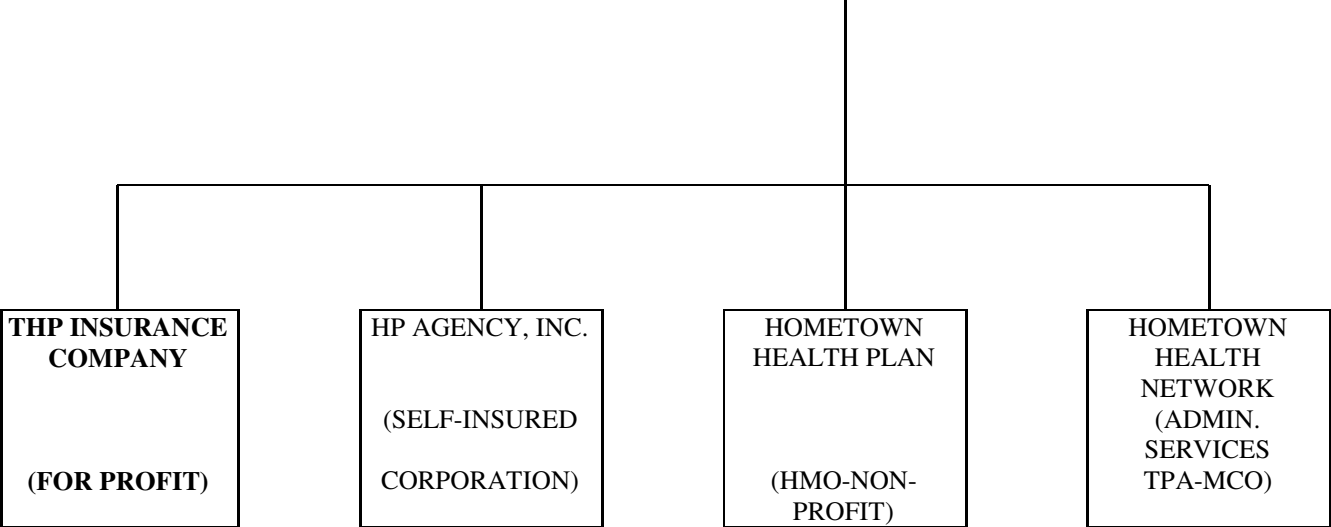 THP INSURANCE
COMPANY
(FOR PROFIT)
HP AGENCY, INC.
(SELF-INSURED
CORPORATION)
HOMETOWN
HEALTH PLAN
(HMO-NON-
PROFIT)
HOMETOWN
HEALTH
NETWORK
(ADMIN.
SERVICES
TPA-MCO)